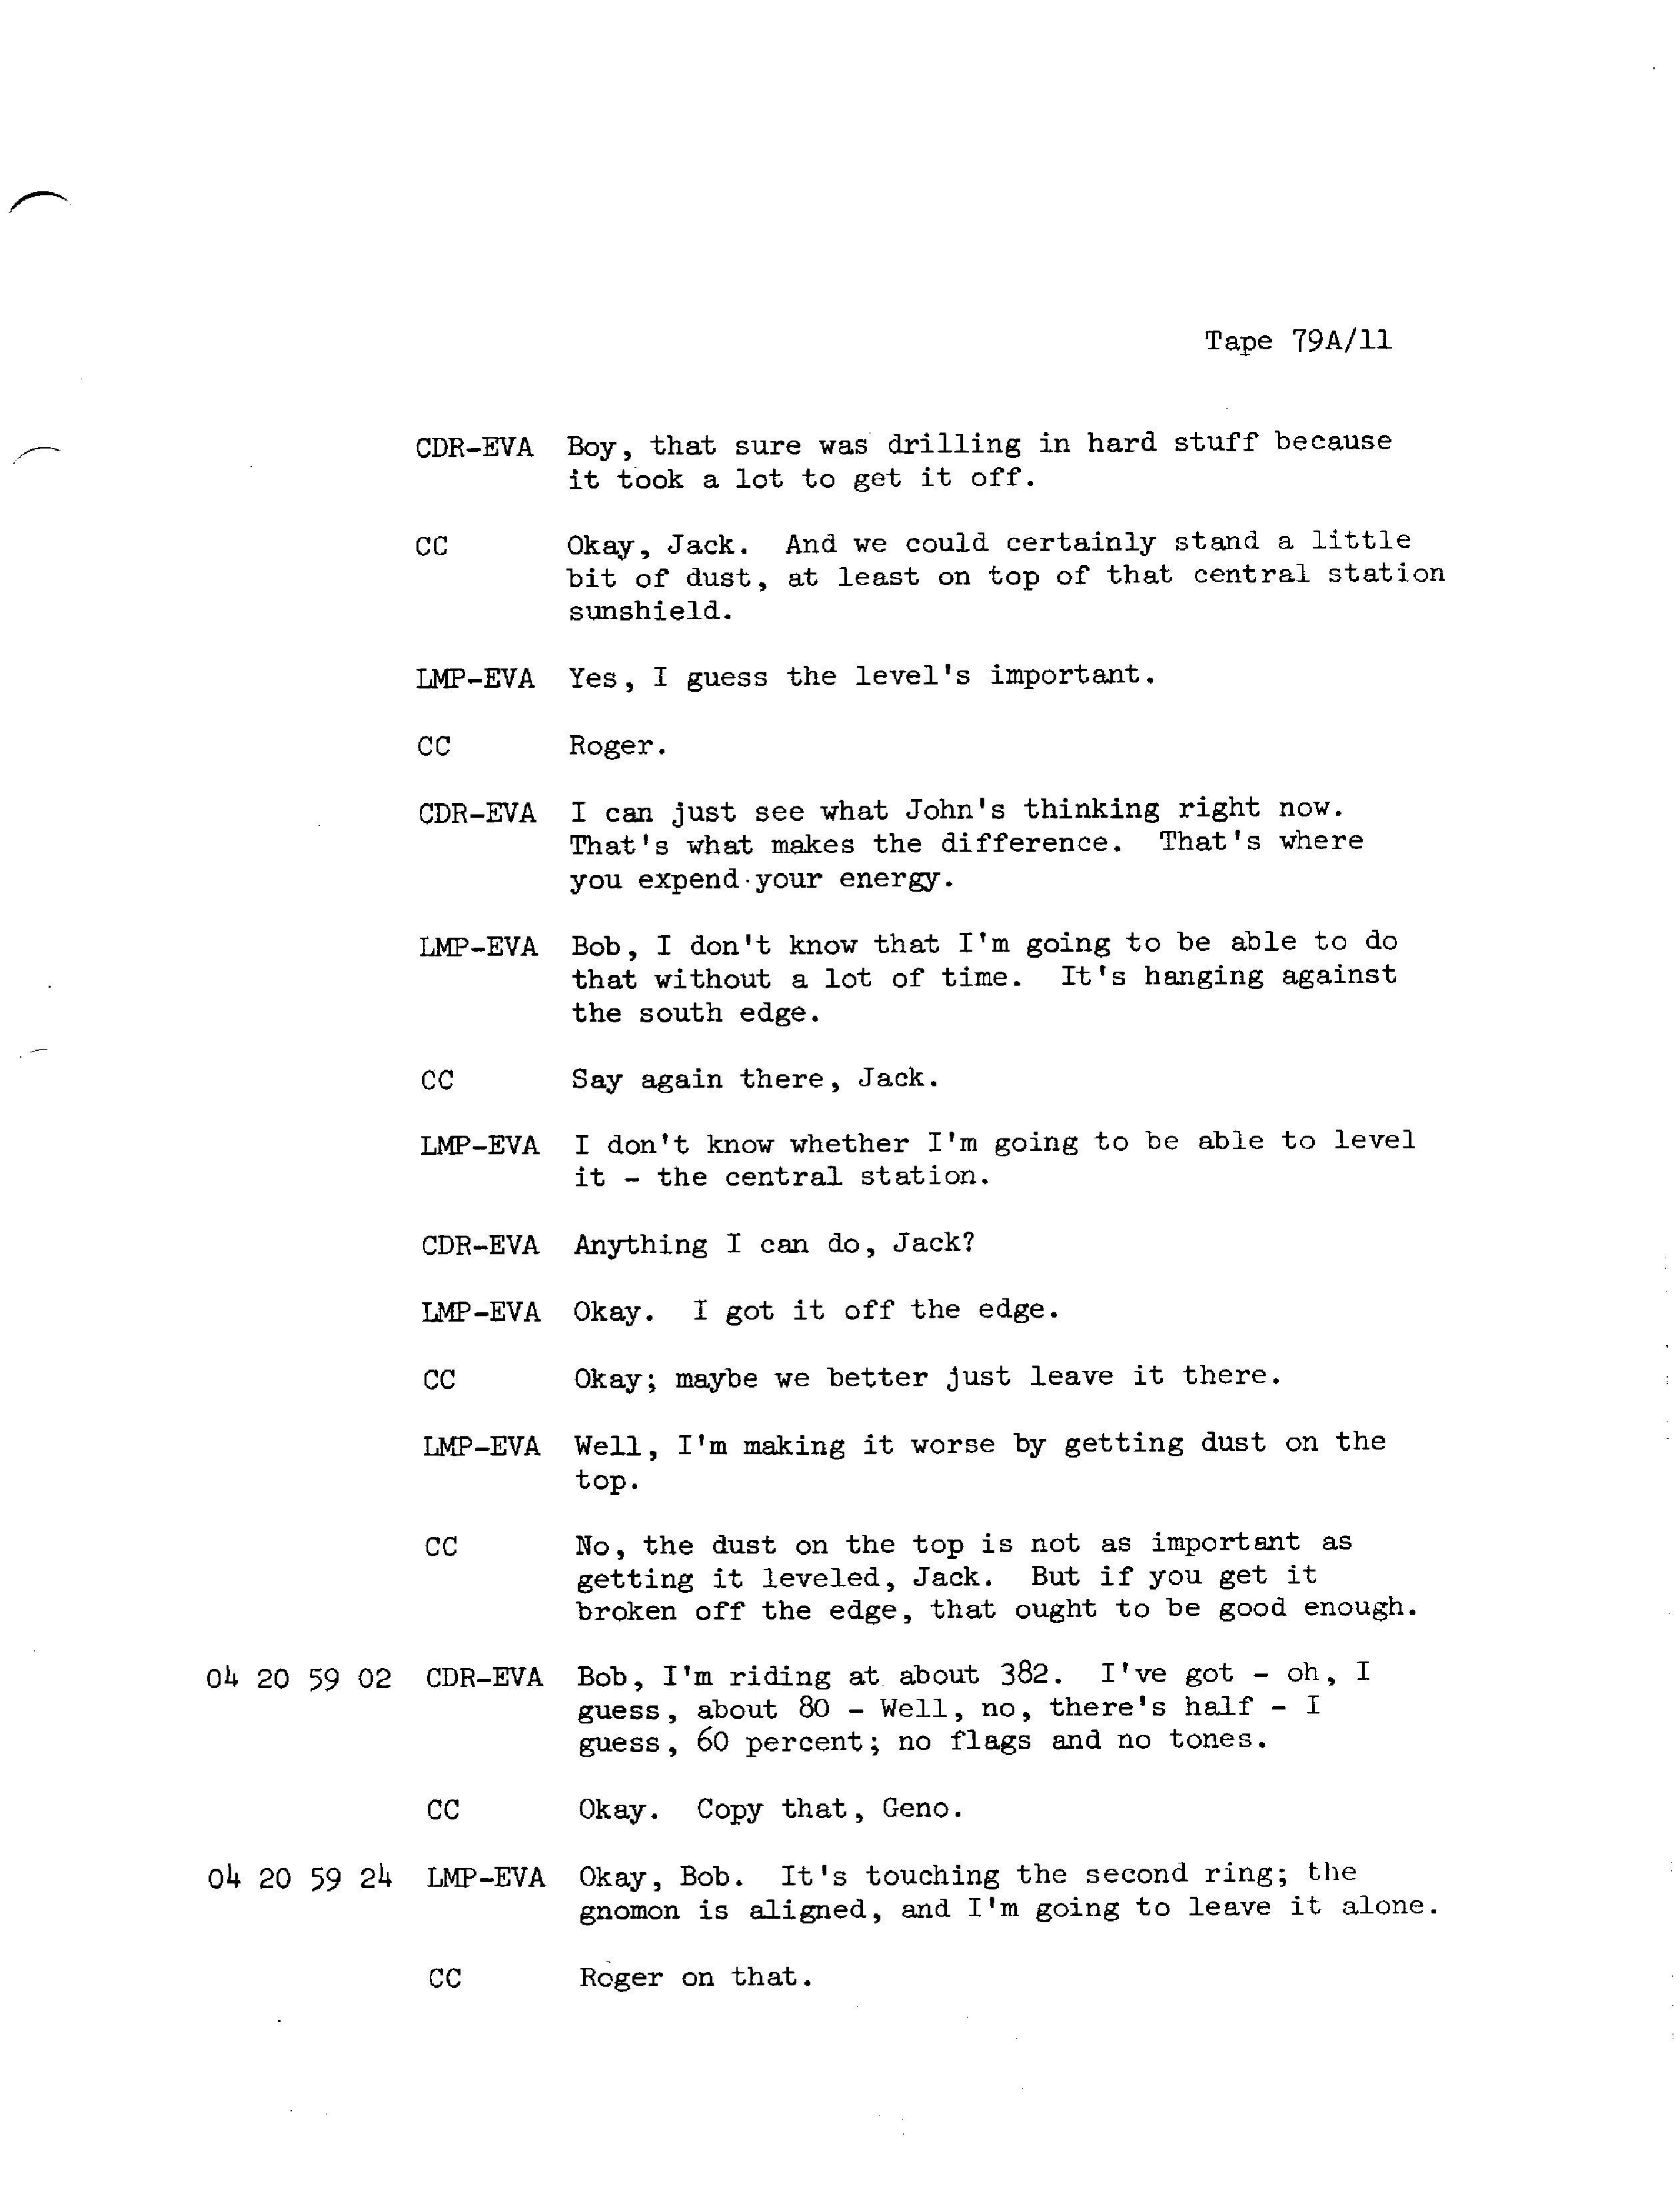 Tape 79A/11
CDR-EVA Boy, that sure was drilling in hard stuff because
it took a lot to get it off.
CC Okay, Jack. And we could certainly stand a little
bit of dust, at least on top of that central station
sunshield.
LMP-EVA Yes, I guess the level's important.
CC Roger.
CDR-EVA I can just see what John's thinking right now.
That's what makes the difference. That's where
you expend your energy.
LMP-EVA Bob, I don't know that I'm going to be able to do
that without a lot of time. It's hanging against
the south edge.
CC Say again there, Jack.
LMP-EVA I don't know whether I'm going to be able to level
it - the central station.
CDR-EVA Anything I can do, Jack?
LMP-EVA Okay. I got it off the edge.
CC Okay; maybe we better just leave it there.
LMP-EVA Well, I'm making it worse by getting dust on the
top.
CC No, the dust on the top is not as important as
getting it leveled, Jack. But if you get it
broken off the edge, that ought to be good enough.
04 20 59 02 CDR-EVA Bob, I'm riding at about 382. I've got - oh, I
guess, about 80 - Well, no, there's half - I
guess, 60 percent; no flags and no tones.
CC Okay. Copy that, Geno.
04 20 59 24 LMP-EVA Okay, Bob. It's touching the second ring; the
gnomon is aligned, and I'm going to leave it alone.
CC Roger on that.